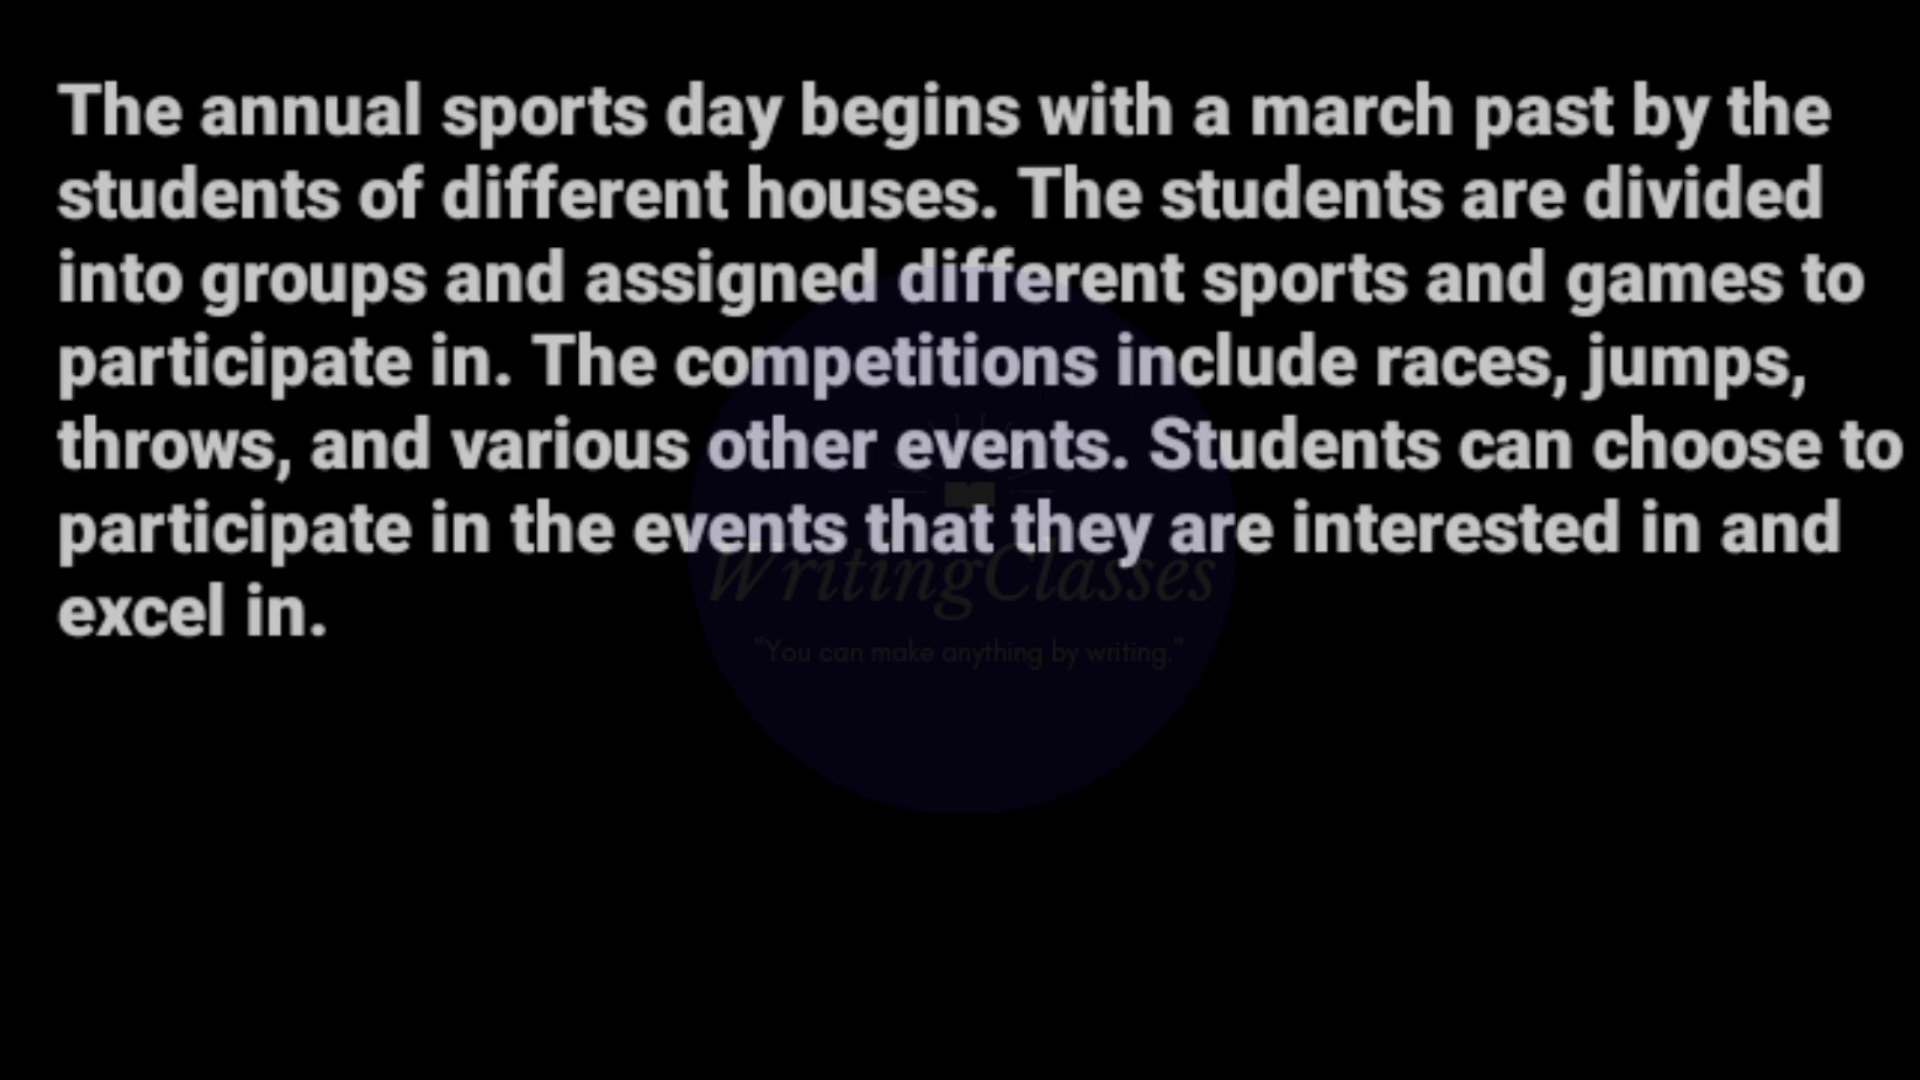 The annual sports day begins with a march past by the
students of different houses. The students are divided
into groups and assigned different sports and games to
participate in. The competitions include races, jumps,
throws, and various other events. Students can choose to
participate in the events that they are interested in and
excel in.
WritingClasses
"You can make anything by writing."